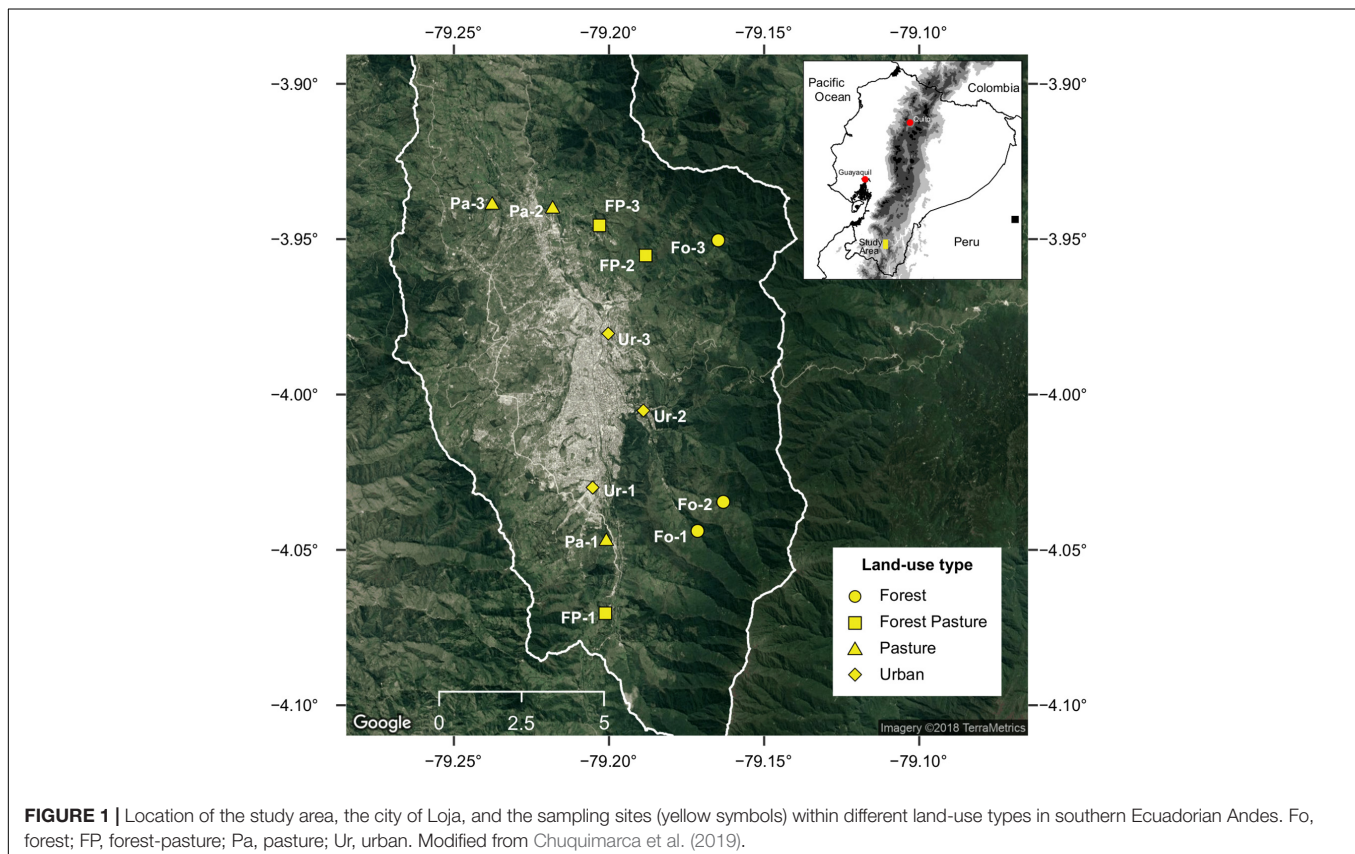 −79.25° −79.20° −79.15° −79.10°
−3.90°
−3.95°
−4.00°
−4.05°
−4.10°
Pacific
Ocean
Colombia
Quito
Guayaquil
Study
Area
Peru
−3.90°
−3.95°
−4.00°
−4.05°
−4.10°
Pa-3
Pa-2
FP-3
FP-2
Fo-3
Ur-3
Ur-2
Ur-1
Fo-2
Fo-1
Pa-1
FP-1
Land-use type
Forest
Forest Pasture
Pasture
Urban
Google
0 2.5 5
Imagery ©2018 TerraMetrics
−79.25° −79.20° −79.15° −79.10°
FIGURE 1 | Location of the study area, the city of Loja, and the sampling sites (yellow symbols) within different land-use types in southern Ecuadorian Andes. Fo,
forest; FP, forest-pasture; Pa, pasture; Ur, urban. Modified from Chuquimarca et al. (2019).